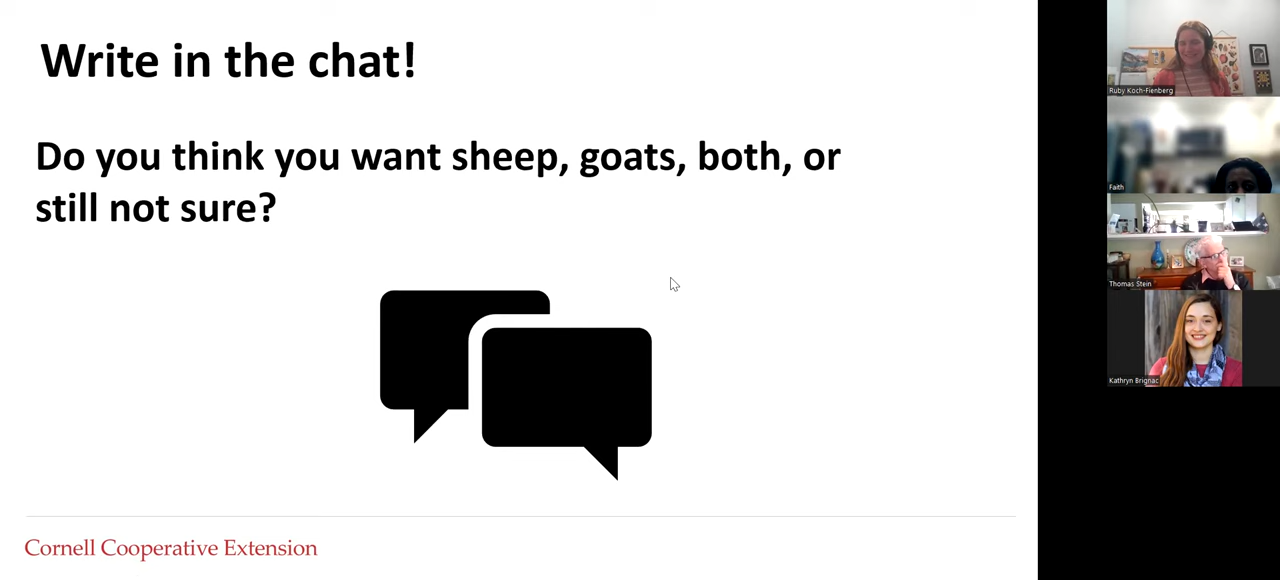 Write in the chat!
Do you think you want sheep, goats, both, or
still not sure?
Cornell Cooperative Extension
Ruby Koch-Fienberg
Faith
Thomas Stein
Kathryn Brignac